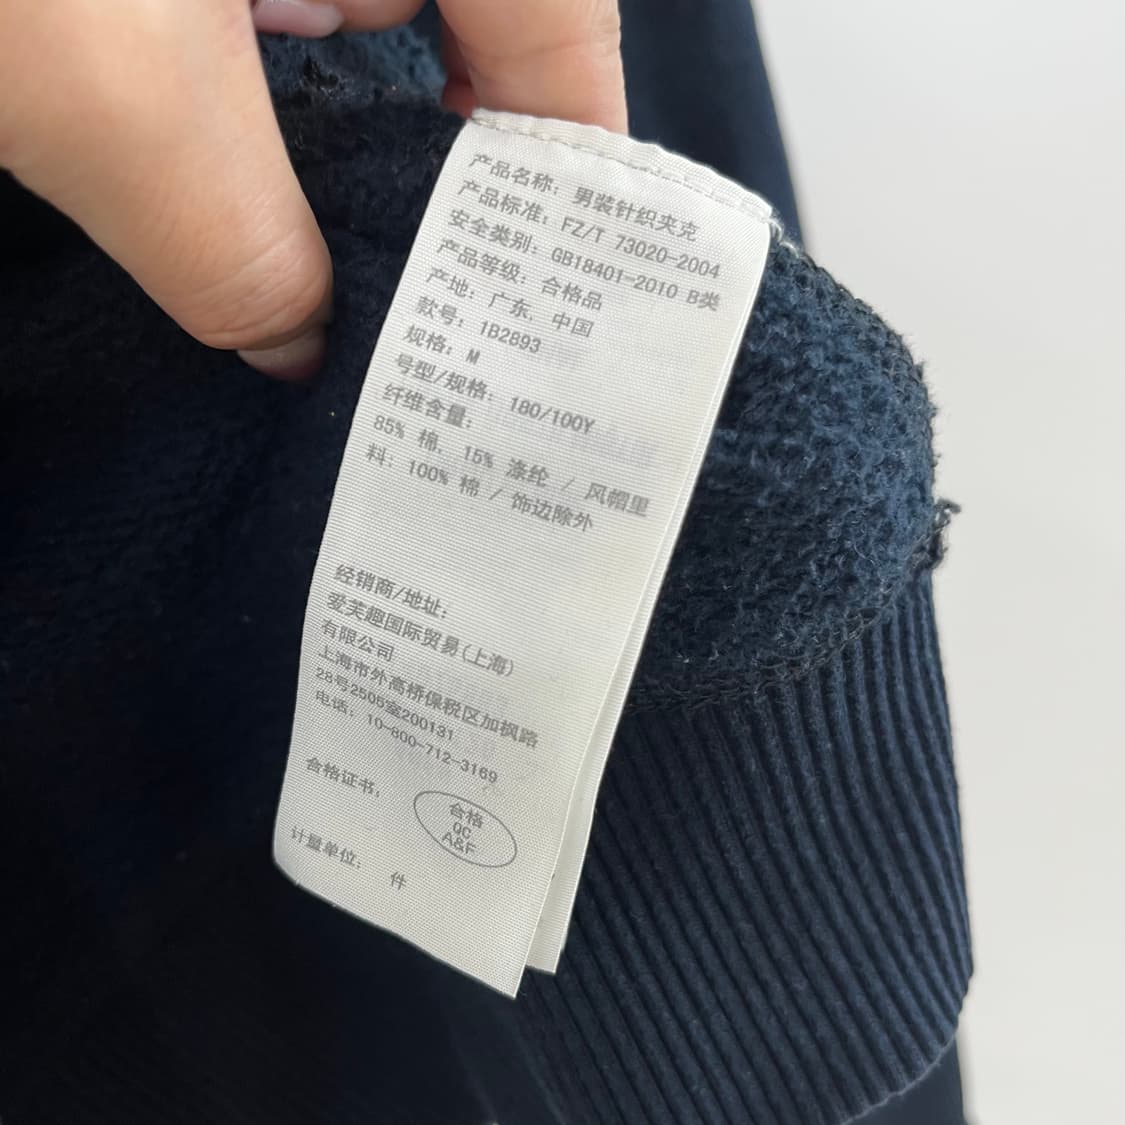 产品名称: 男装针织夹克
产品标准: FZ/T 73020-2004
安全类别: GB18401-2010 B类
产品等级: 合格品
产地: 广东, 中国
款号: 1B2893
规格: M
号型/规格: 180/100Y
纤维含量:
85% 棉, 15% 涤纶 / 风帽里
料: 100% 棉 / 饰边除外
经销商/地址:
爱芙趣国际贸易(上海)
有限公司
上海市外高桥保税区加枫路
28号2505室200131
电话: 10-800-712-3169
合格证书:
合格
QC
A&F
计量单位: 件